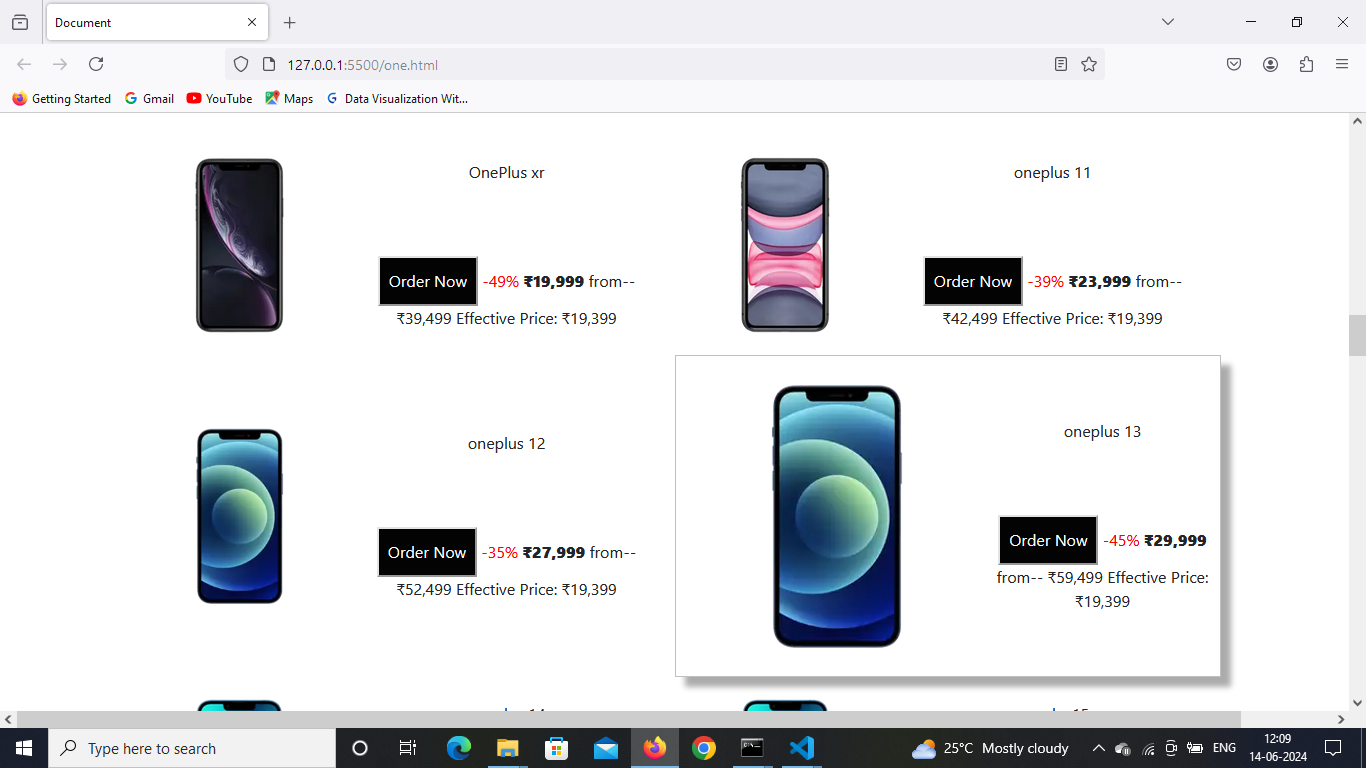 Document
127.0.0.1:5500/one.html
Getting Started
Gmail
YouTube
Maps
Data Visualization Wit...
OnePlus xr
Order Now -49% ₹19,999 from--
₹39,499 Effective Price: ₹19,399
oneplus 11
Order Now -39% ₹23,999 from--
₹42,499 Effective Price: ₹19,399
oneplus 12
Order Now -35% ₹27,999 from--
₹52,499 Effective Price: ₹19,399
oneplus 13
Order Now -45% ₹29,999
from-- ₹59,499 Effective Price:
₹19,399
14
15
Type here to search
25°C Mostly cloudy
ENG
12:09
14-06-2024